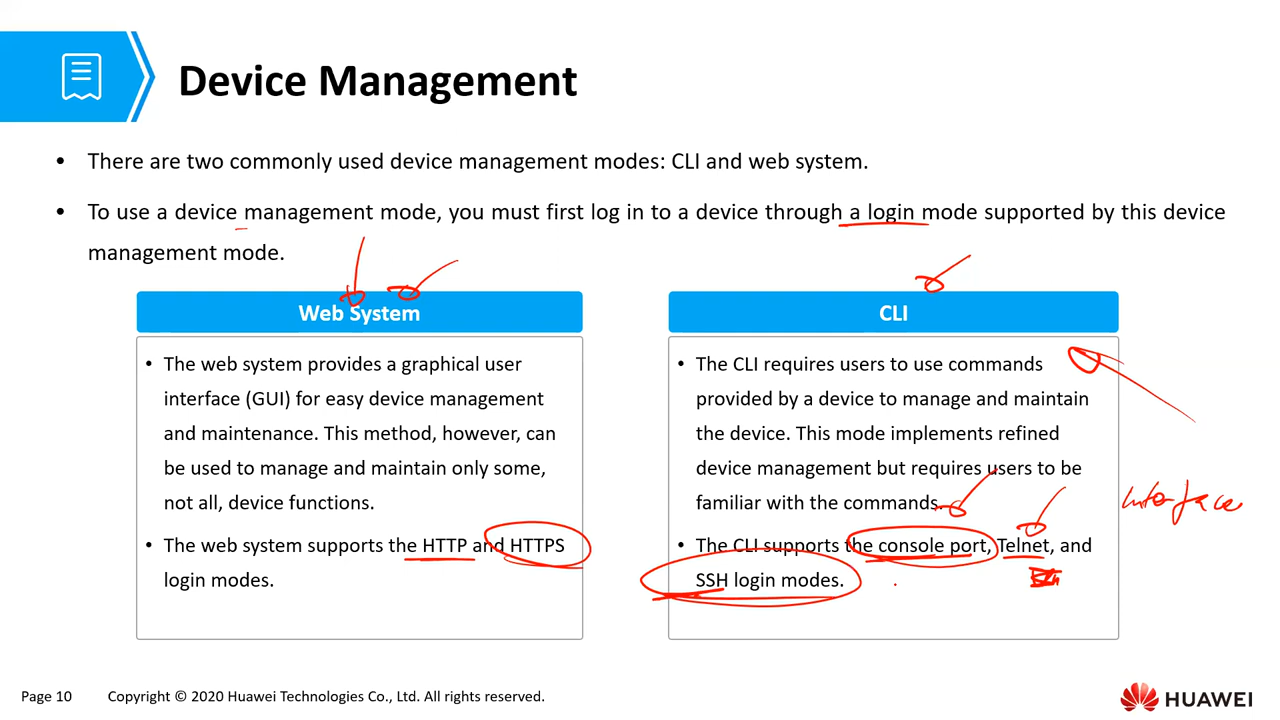 Device Management
• There are two commonly used device management modes: CLI and web system.
• To use a device management mode, you must first log in to a device through a login mode supported by this device
management mode.
Web System
• The web system provides a graphical user
interface (GUI) for easy device management
and maintenance. This method, however, can
be used to manage and maintain only some,
not all, device functions.
• The web system supports the HTTP and HTTPS
login modes.
CLI
• The CLI requires users to use commands
provided by a device to manage and maintain
the device. This mode implements refined
device management but requires users to be
familiar with the commands.
• The CLI supports the console port, Telnet, and
SSH login modes.
Interface
Page 10
Copyright © 2020 Huawei Technologies Co., Ltd. All rights reserved.
HUAWEI